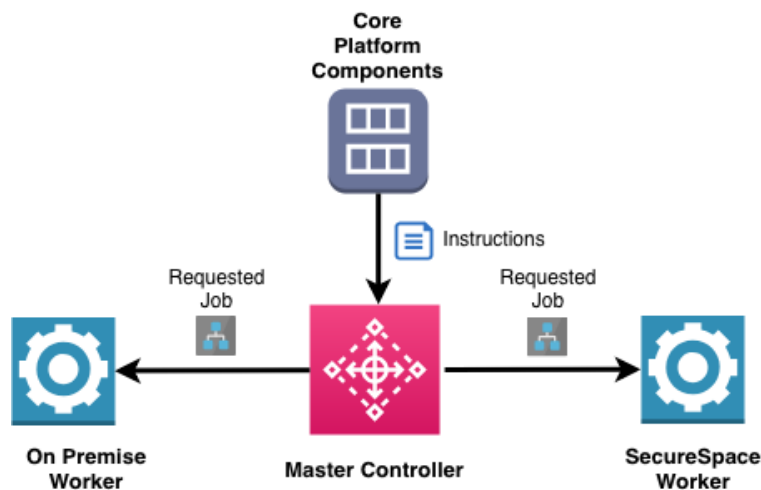 Core
Platform
Components
Instructions
Requested
Job
Requested
Job
On Premise
Worker
Master Controller
SecureSpace
Worker